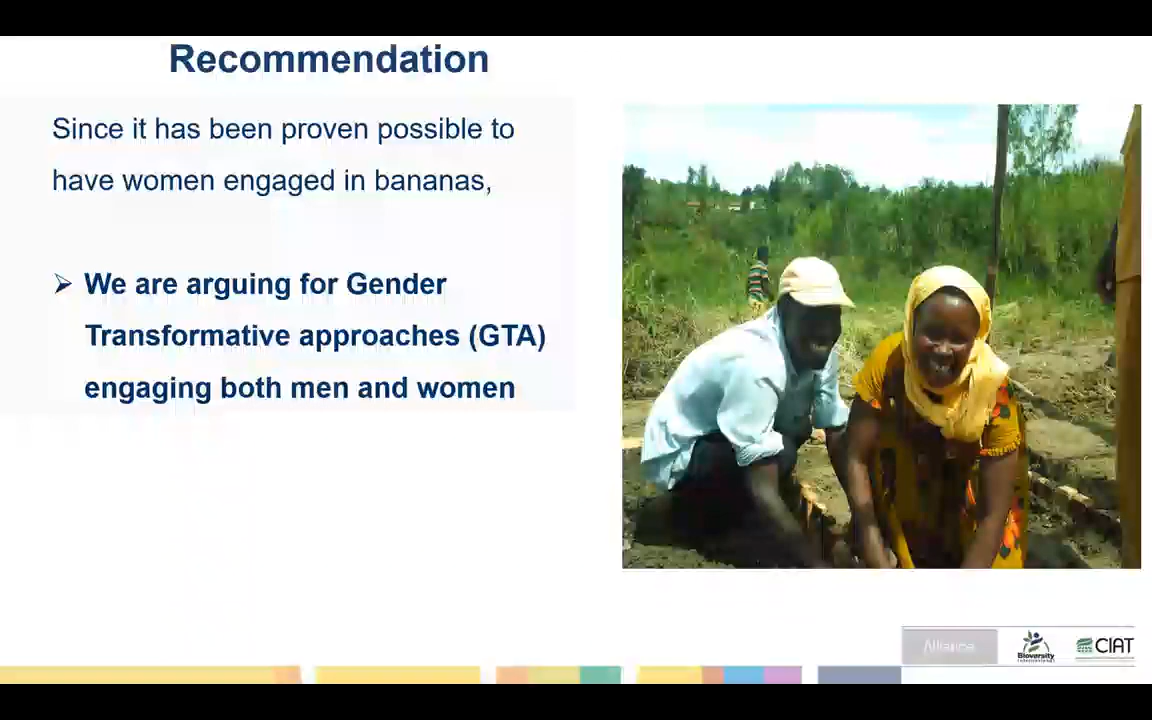 Recommendation
Since it has been proven possible to
have women engaged in bananas,
➢ We are arguing for Gender
Transformative approaches (GTA)
engaging both men and women
Alliance
Bioversity
International
CIAT